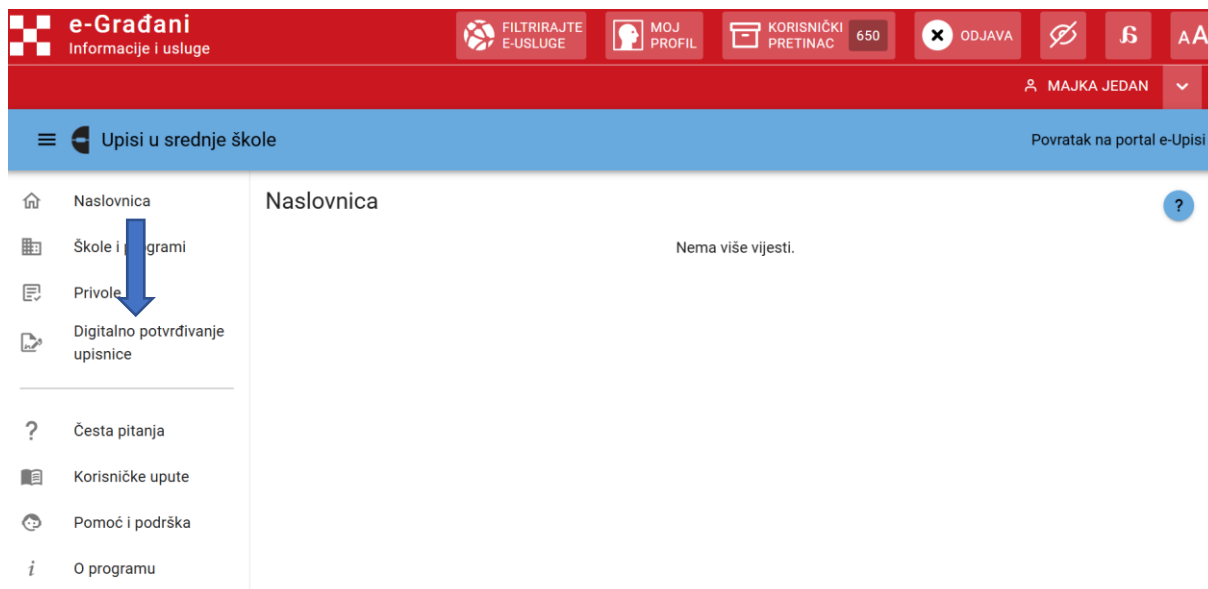 e-Građani
Informacije i usluge
FILTRIRAJTE
E-USLUGE
MOJ
PROFIL
KORISNIČKI
PRETINAC
650
ODJAVA
AA
MAJKA JEDAN
Upisi u srednje škole
Povratak na portal e-Upisi
Naslovnica
Škole i programi
Privole
Digitalno potvrđivanje
upisnice
Česta pitanja
Korisničke upute
Pomoć i podrška
i O programu
Naslovnica
?
Nema više vijesti.